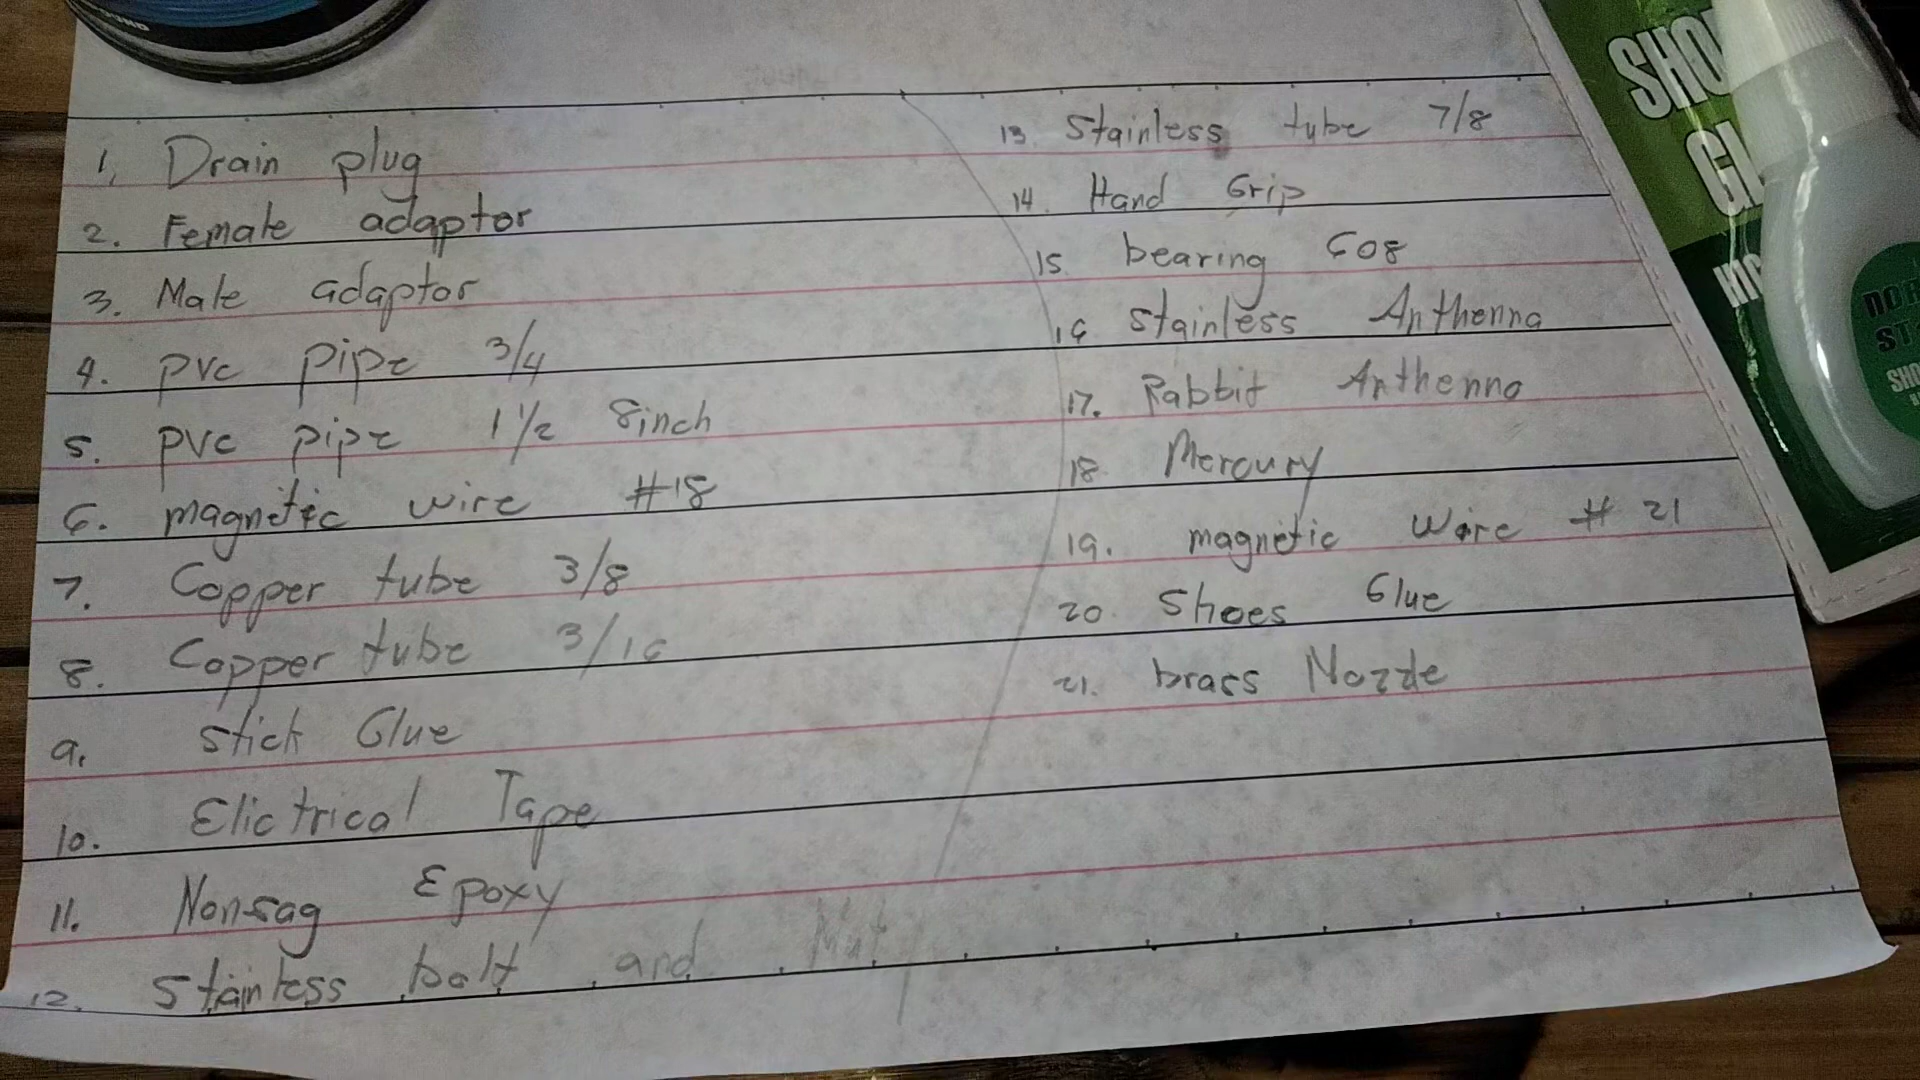 1. Drain plug
2. Female adaptor
3. Male adaptor
4. pvc pipe 3/4
5. pvc pipe 1 1/2 8inch
6. magnetic wire #18
7. Copper tube 3/8
8. Copper tube 3/16
9. stick Glue
10. Elictrical Tape
11. Nonsag Epoxy
12. Stainless bolt and Nut
13. Stainless tube 7/8
14. Hand Grip
15 bearing 608
16. Stainless Anthenna
17. Rabbit Anthenna
18. Mercury
19. magnetic wire # 21
20. Shoes Glue
21. brass Nozzle
SHO
GL